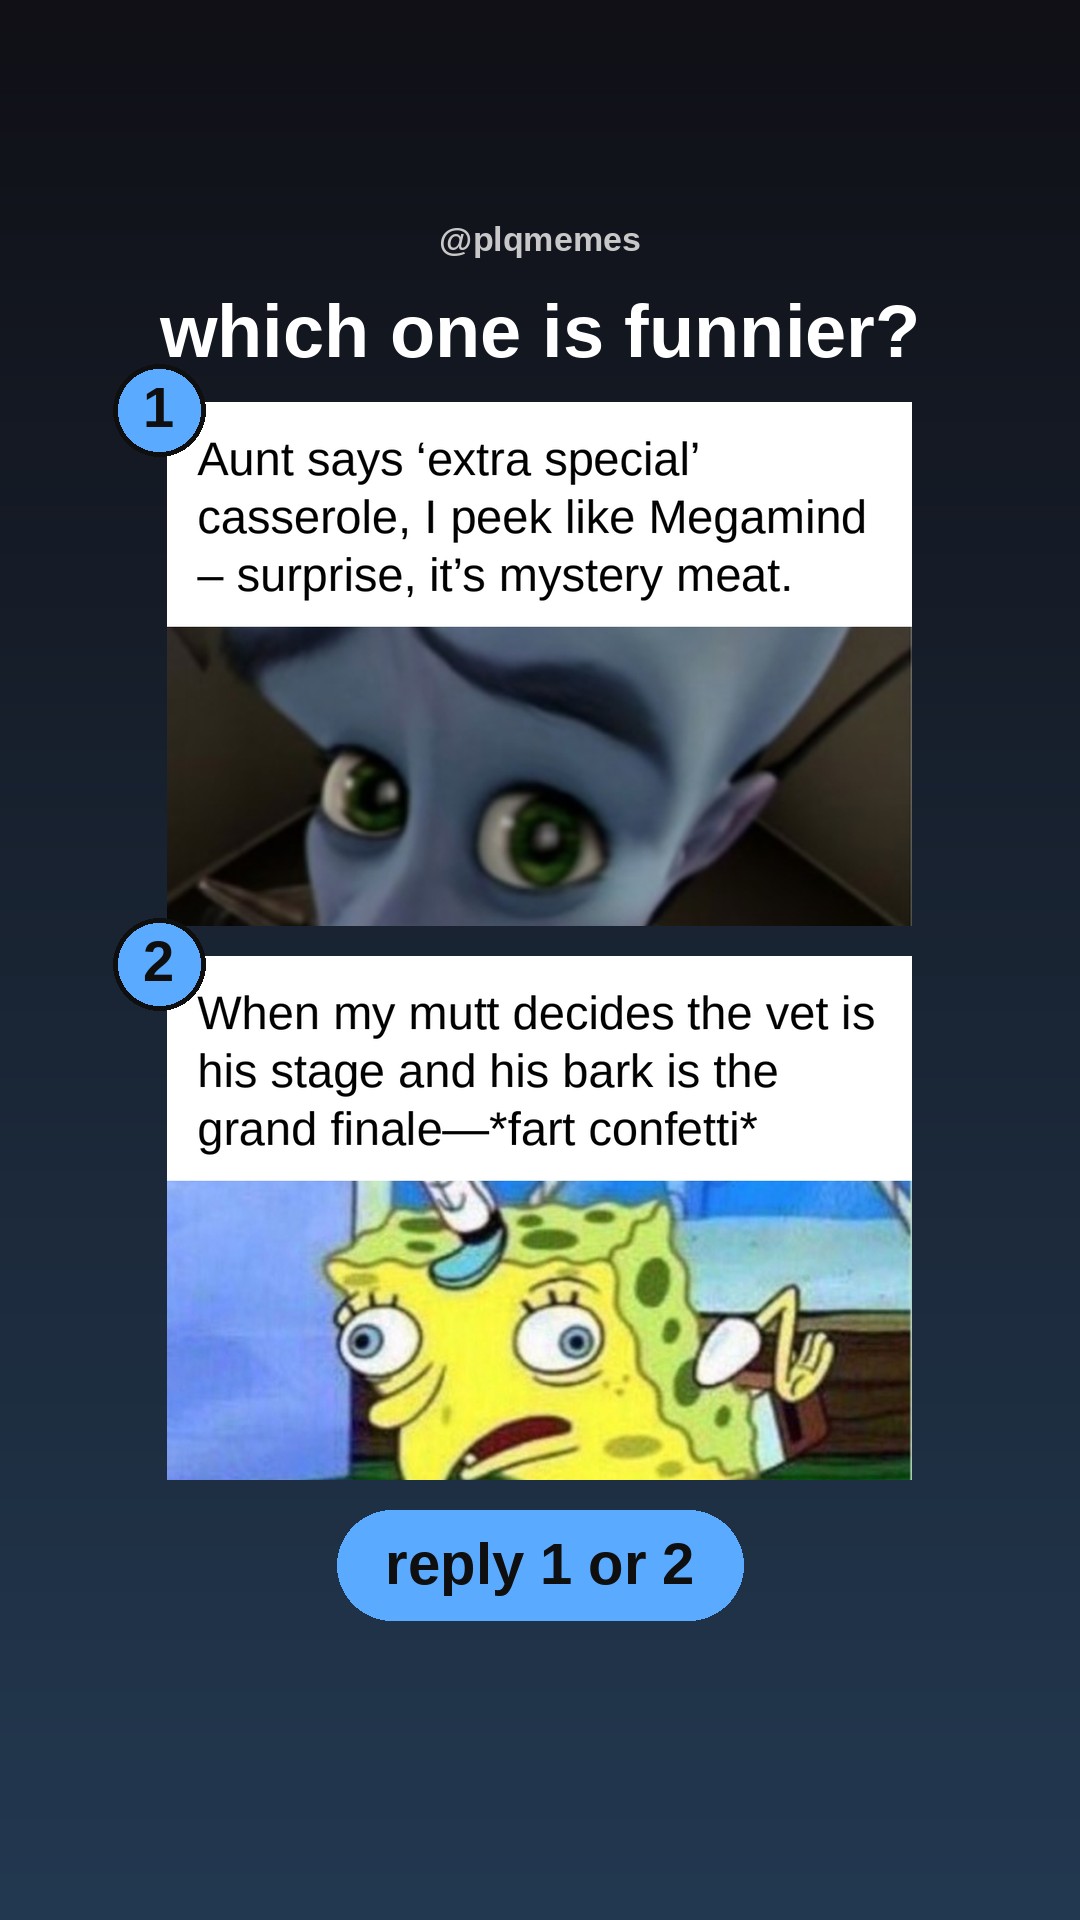 @plqmemes
which one is funnier?
1
Aunt says ‘extra special’
casserole, I peek like Megamind
– surprise, it’s mystery meat.
2
When my mutt decides the vet is
his stage and his bark is the
grand finale—*fart confetti*
reply 1 or 2